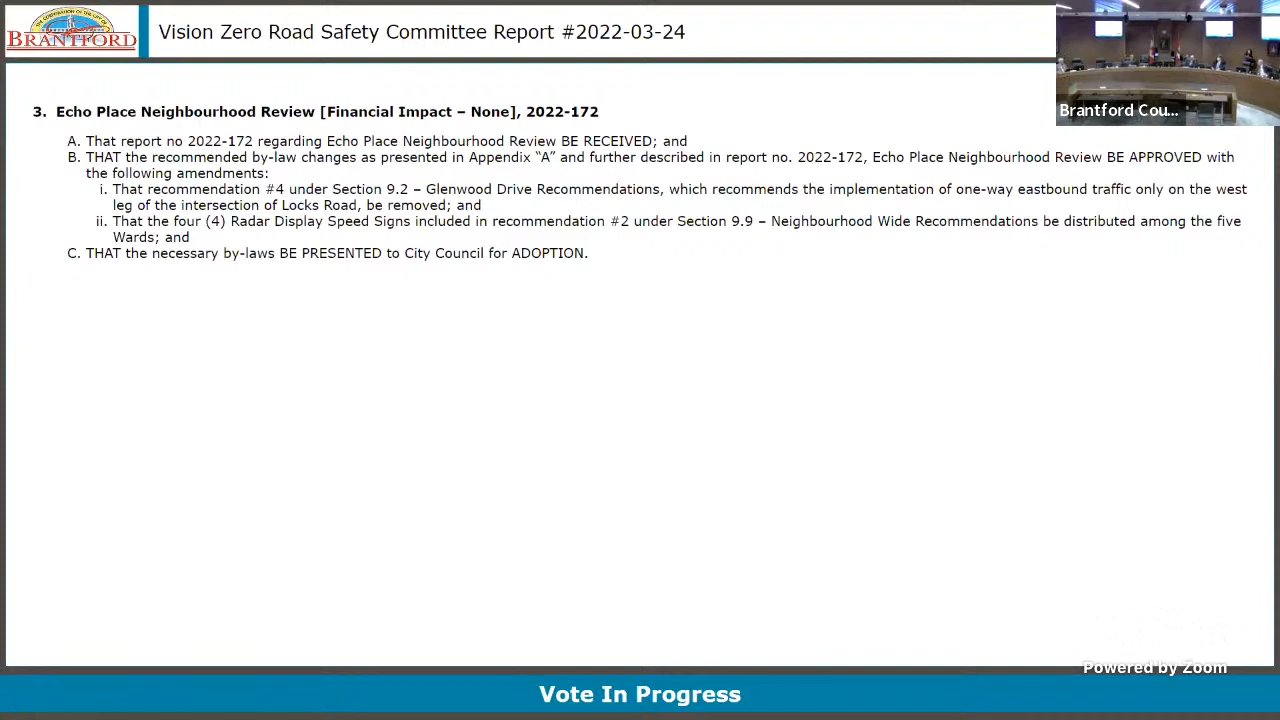 THE CORPORATION OF THE CITY OF
BRANTFORD
Vision Zero Road Safety Committee Report #2022-03-24
Brantford Cou...
3. Echo Place Neighbourhood Review [Financial Impact – None], 2022-172
A. That report no 2022-172 regarding Echo Place Neighbourhood Review BE RECEIVED; and
B. THAT the recommended by-law changes as presented in Appendix “A” and further described in report no. 2022-172, Echo Place Neighbourhood Review BE APPROVED with
the following amendments:
i. That recommendation #4 under Section 9.2 – Glenwood Drive Recommendations, which recommends the implementation of one-way eastbound traffic only on the west
leg of the intersection of Locks Road, be removed; and
ii. That the four (4) Radar Display Speed Signs included in recommendation #2 under Section 9.9 – Neighbourhood Wide Recommendations be distributed among the five
Wards; and
C. THAT the necessary by-laws BE PRESENTED to City Council for ADOPTION.
Powered by Zoom
Vote In Progress